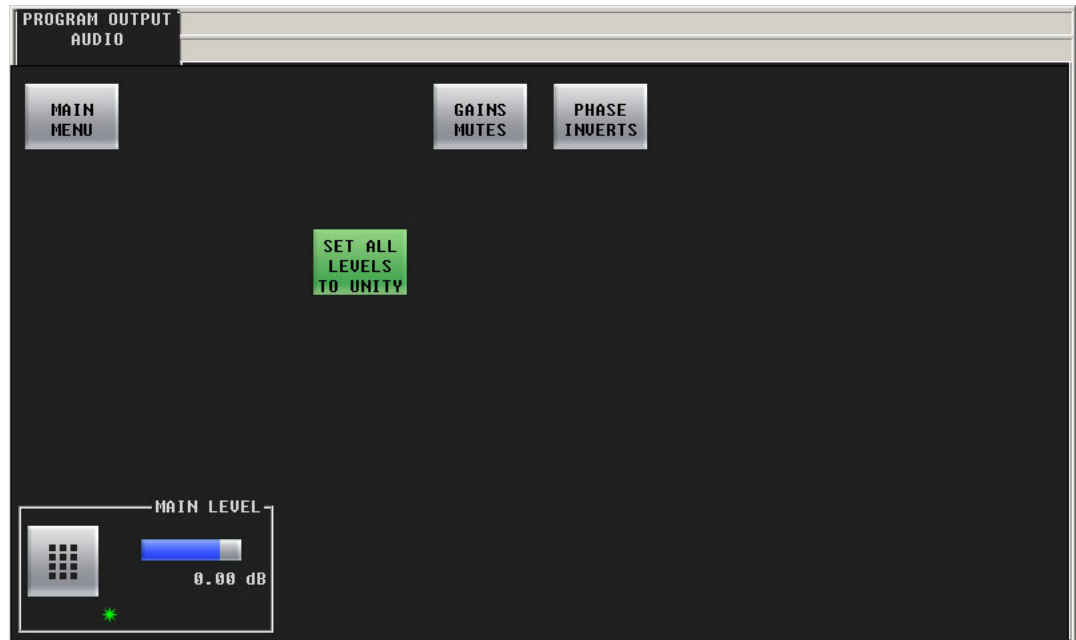 PROGRAM OUTPUT
AUDIO
MAIN
MENU
GAINS
MUTES
PHASE
INVERTS
SET ALL
LEVELS
TO UNITY
MAIN LEVEL
0.00 dB